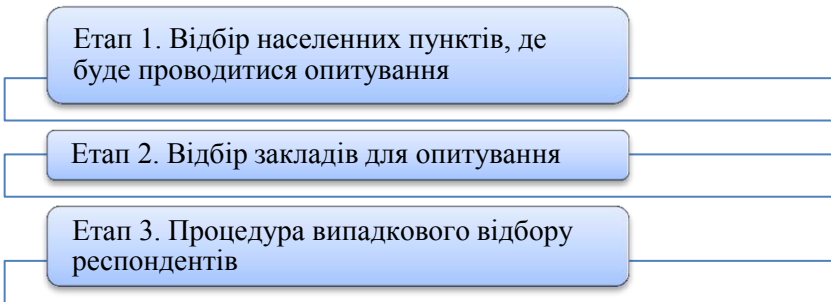 Етап 1. Відбір населенних пунктів, де
буде проводитися опитування
Етап 2. Відбір закладів для опитування
Етап 3. Процедура випадкового відбору
респондентів